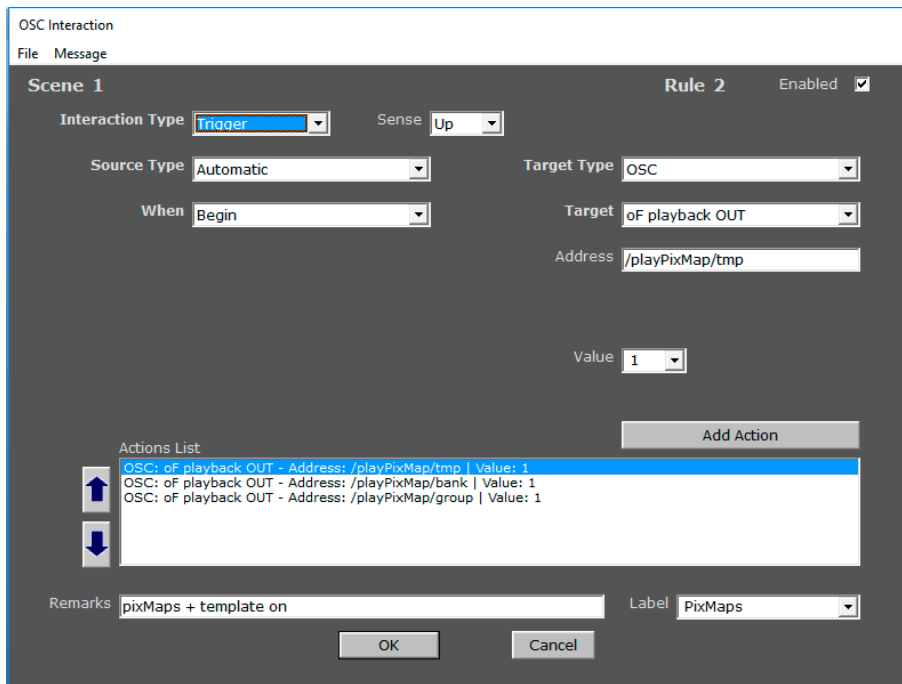 OSC Interaction
File Message
Scene 1 Rule 2 Enabled
Interaction Type Trigger Sense Up
Source Type Automatic Target Type OSC
When Begin Target oF playback OUT
Address /playPixMap/tmp
Value 1
Add Action
Actions List
OSC: oF playback OUT - Address: /playPixMap/tmp | Value: 1
OSC: oF playback OUT - Address: /playPixMap/bank | Value: 1
OSC: oF playback OUT - Address: /playPixMap/group | Value: 1
Remarks pixMaps + template on Label PixMaps
OK Cancel